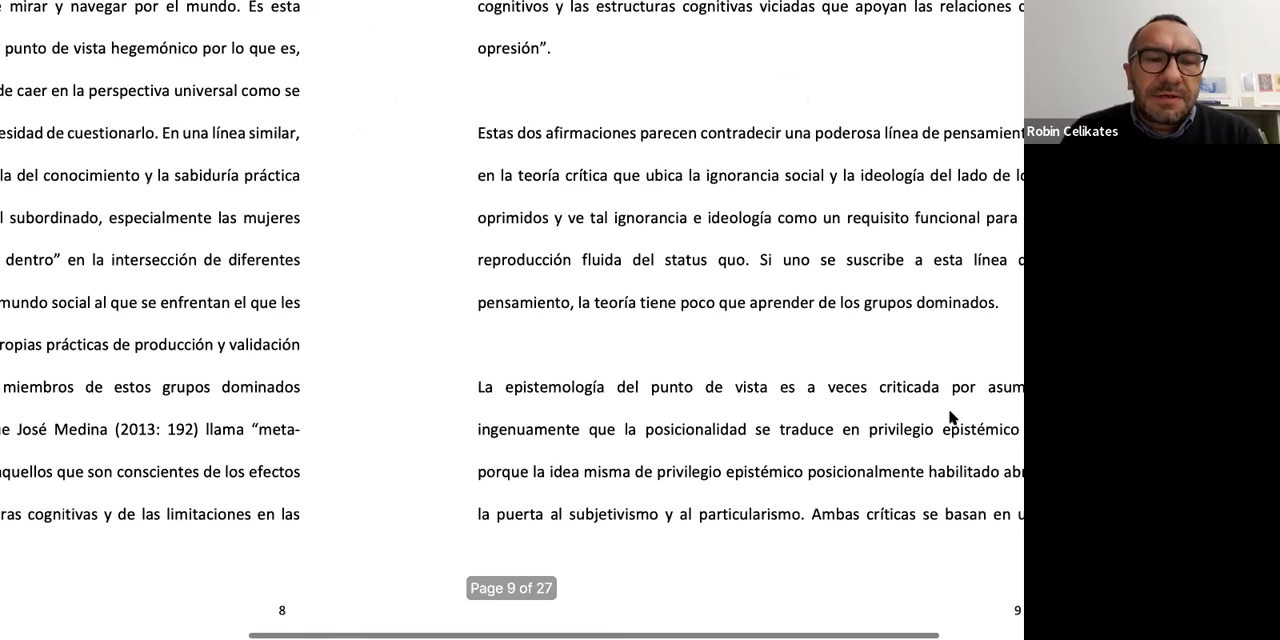 mirar y navegar por el mundo. Es esta
punto de vista hegemónico por lo que es,
de caer en la perspectiva universal como se
de cuestionarlo. En una línea similar,
la del conocimiento y la sabiduría práctica
subordinado, especialmente las mujeres
dentro” en la intersección de diferentes
mundo social al que se enfrentan el que les
prácticas de producción y validación
miembros de estos grupos dominados
José Medina (2013: 192) llama “meta-
que son conscientes de los efectos
cognitivas y de las limitaciones en las
8
cognitivos y las estructuras cognitivas viciadas que apoyan las relaciones
opresión”.
Estas dos afirmaciones parecen contradecir una poderosa línea de pensamient
en la teoría crítica que ubica la ignorancia social y la ideología del lado de
oprimidos y ve tal ignorancia e ideología como un requisito funcional para
reproducción fluida del status quo. Si uno se suscribe a esta línea
pensamiento, la teoría tiene poco que aprender de los grupos dominados.
La epistemología del punto de vista es a veces criticada por asum
ingenuamente que la posicionalidad se traduce en privilegio epistémico
porque la idea misma de privilegio epistémico posicionalmente habilitado
la puerta al subjetivismo y al particularismo. Ambas críticas se basan en
Page 9 of 27
9
Robin Celikates